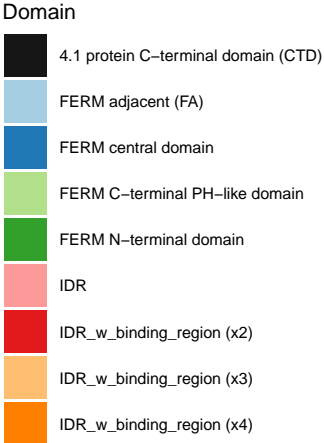 Domain
4.1 protein C−terminal domain (CTD)
FERM adjacent (FA)
FERM central domain
FERM C−terminal PH−like domain
FERM N−terminal domain
IDR
IDR_w_binding_region (x2)
IDR_w_binding_region (x3)
IDR_w_binding_region (x4)